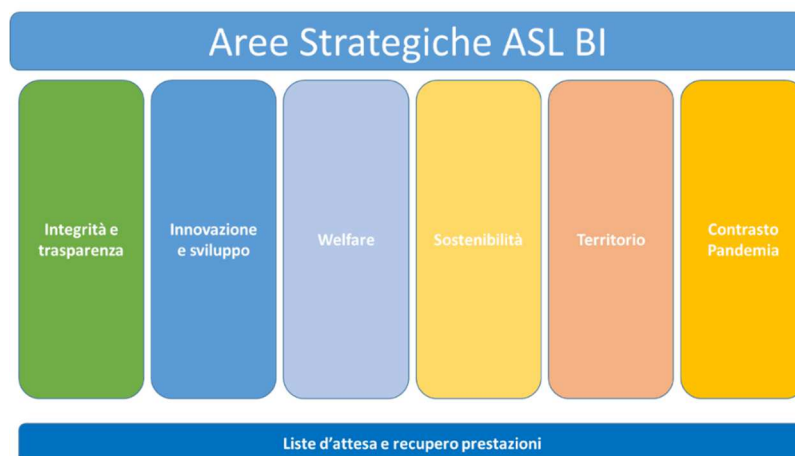 Aree Strategiche ASL BI
Integrità e
trasparenza
Innovazione
e sviluppo
Welfare
Sostenibilità
Territorio
Contrasto
Pandemia
Liste d'attesa e recupero prestazioni